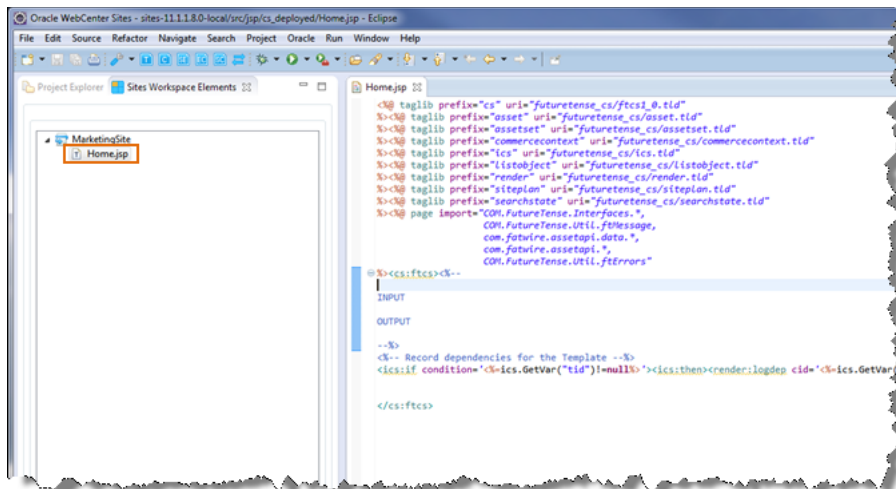 Oracle WebCenter Sites - sites-11.1.1.8.0-local/src/jsp/cs_deployed/Home.jsp - Eclipse
File Edit Source Refactor Navigate Search Project Oracle Run Window Help
Project Explorer Sites Workspace Elements
MarketingSite
Home.jsp
Home.jsp
<%@ taglib prefix="cs" uri="futuretense_cs/ftcs1_0.tld"
%><%@ taglib prefix="asset" uri="futuretense_cs/asset.tld"
%><%@ taglib prefix="assetset" uri="futuretense_cs/assetset.tld"
%><%@ taglib prefix="commercecontext" uri="futuretense_cs/commercecontext.tld"
%><%@ taglib prefix="ics" uri="futuretense_cs/ics.tld"
%><%@ taglib prefix="listobject" uri="futuretense_cs/listobject.tld"
%><%@ taglib prefix="render" uri="futuretense_cs/render.tld"
%><%@ taglib prefix="siteplan" uri="futuretense_cs/siteplan.tld"
%><%@ taglib prefix="searchstate" uri="futuretense_cs/searchstate.tld"
%><%@ page import="COM.FutureTense.Interfaces.*,
COM.FutureTense.Util.ftMessage,
com.fatwire.assetapi.data.*,
com.fatwire.assetapi.*,
COM.FutureTense.Util.ftErrors"
%><cs:ftcs><%--
INPUT
OUTPUT
--%>
<%-- Record dependencies for the Template --%>
<ics:if condition='<%=ics.GetVar("tid")!=null%>'><ics:then><render:logdep cid='<%=ics.GetVar(
</cs:ftcs>